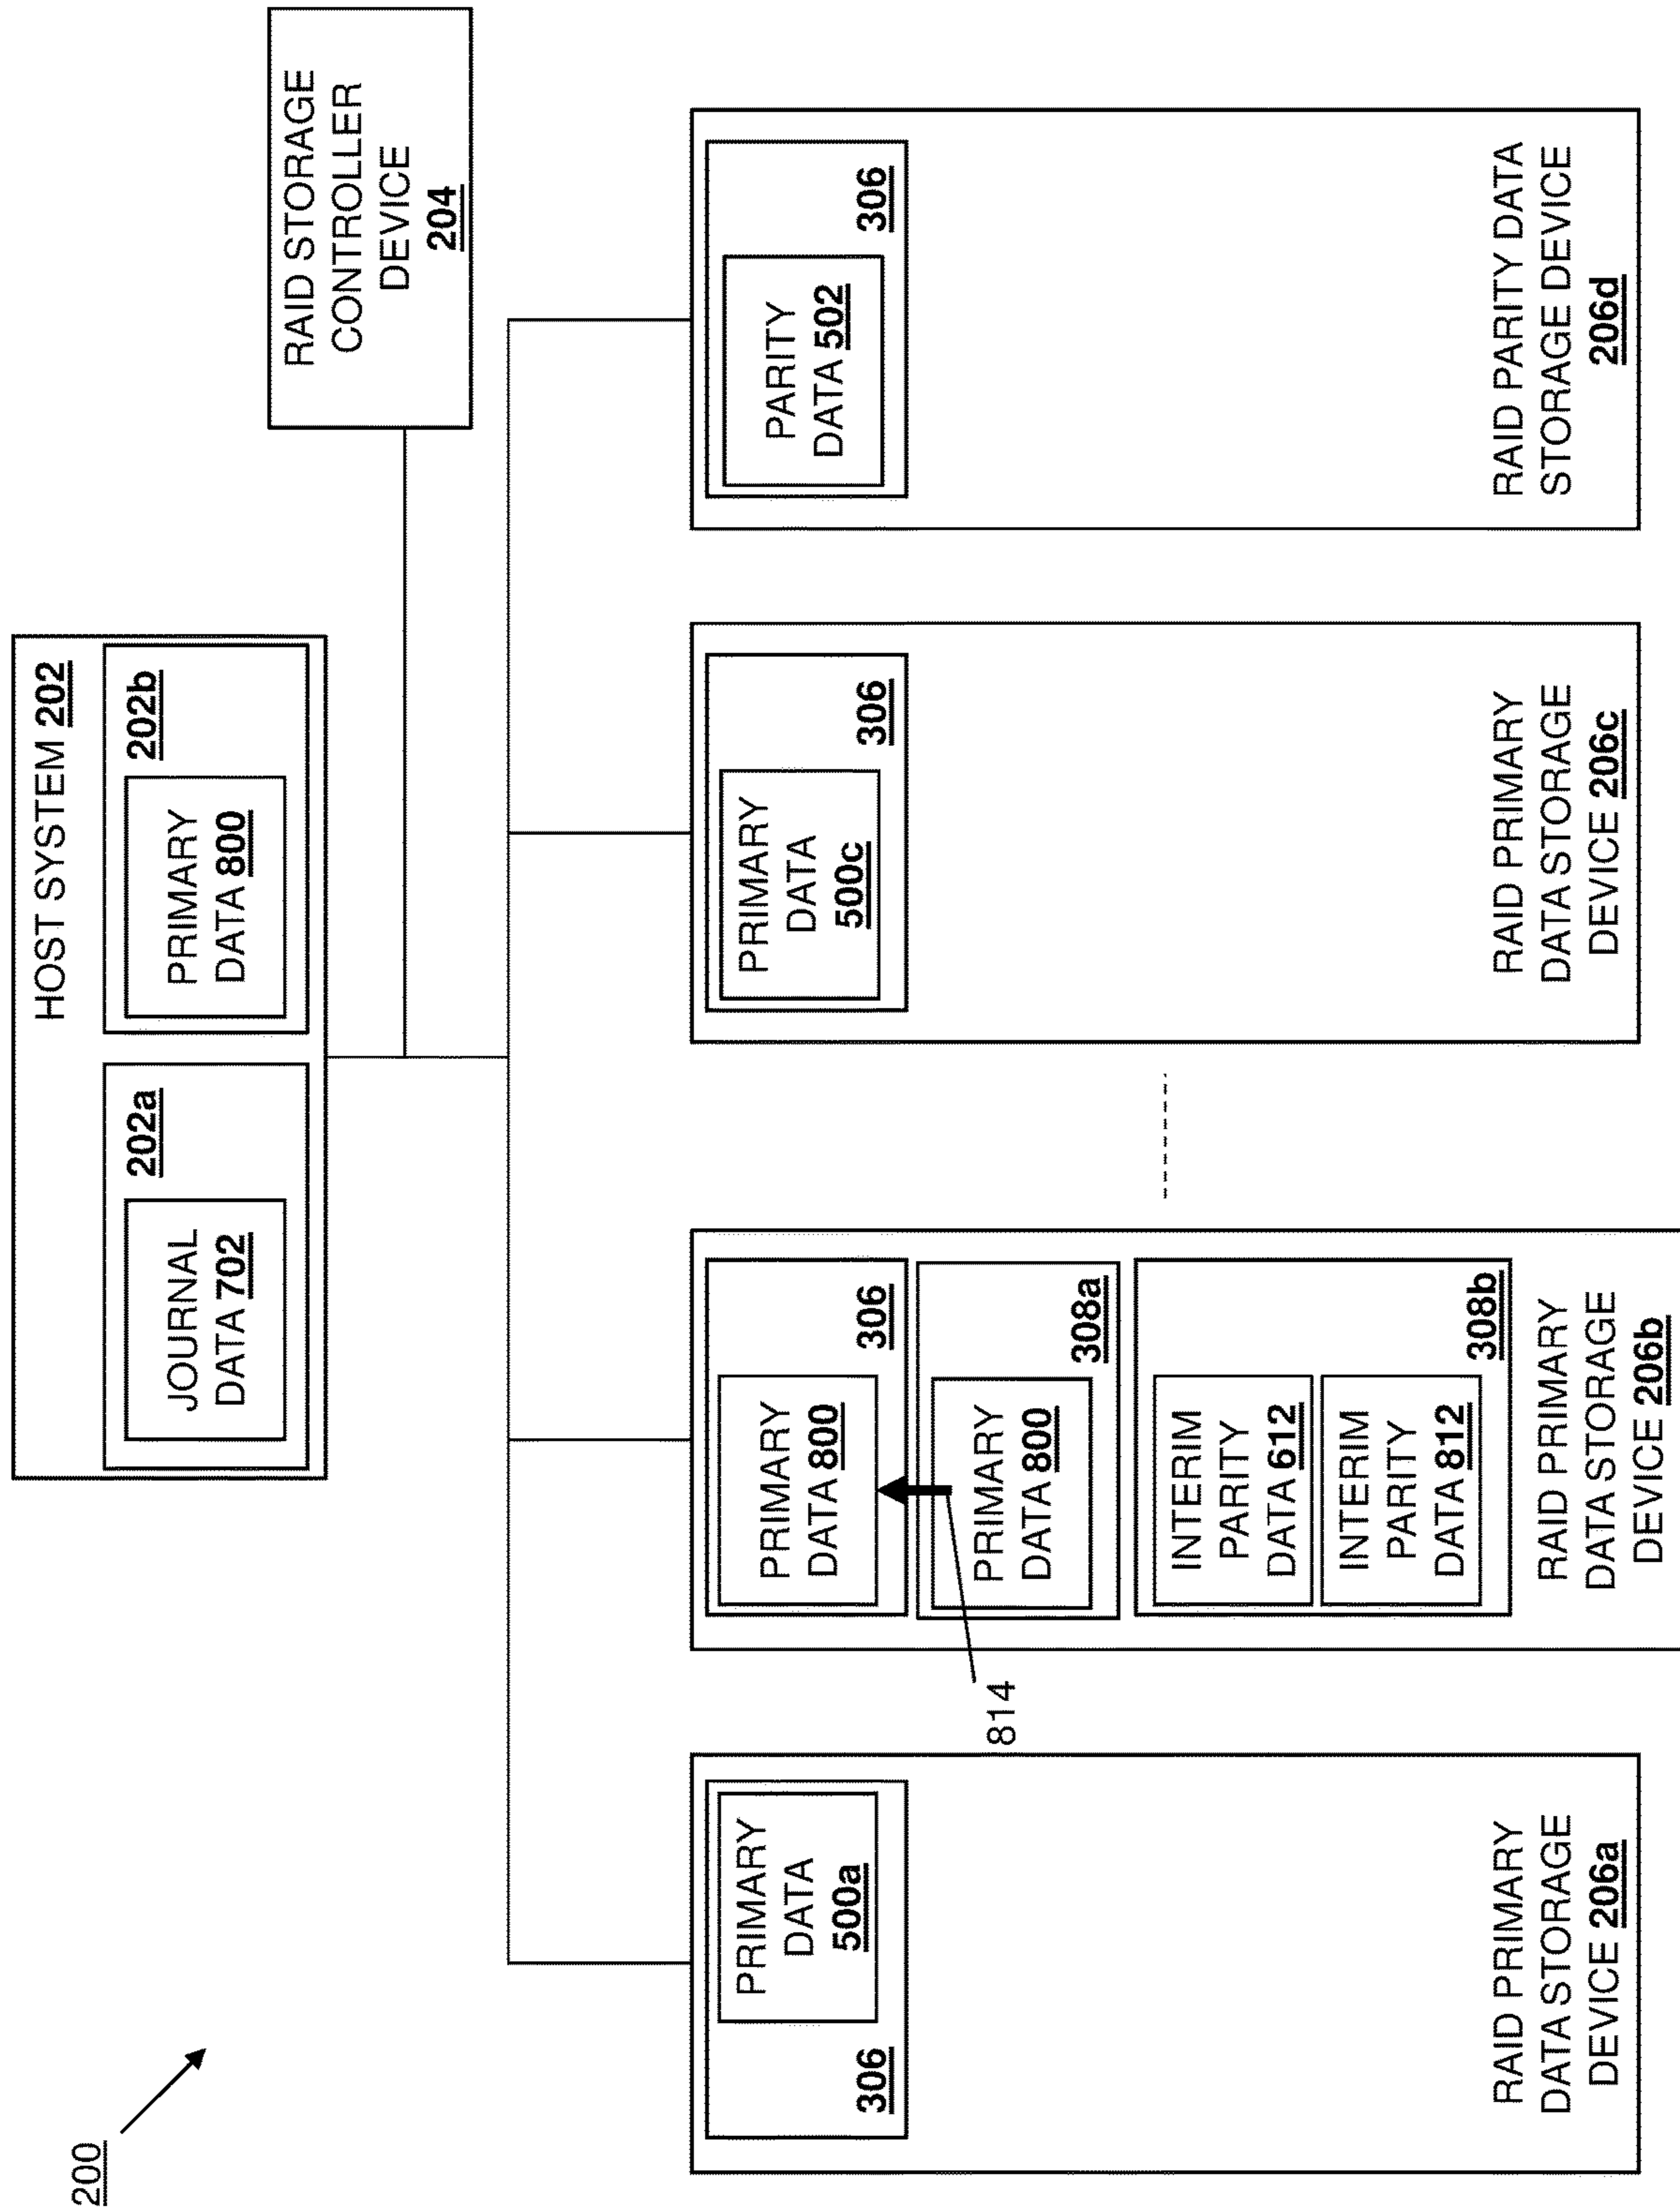 200
HOST SYSTEM 202
202a
JOURNAL
DATA 702
202b
PRIMARY
DATA 800
RAID STORAGE
CONTROLLER
DEVICE
204
306
PRIMARY
DATA
500a
RAID PRIMARY
DATA STORAGE
DEVICE 206a
814
PRIMARY
DATA 800
306
PRIMARY
DATA 800
308a
INTERIM
PARITY
DATA 612
INTERIM
PARITY
DATA 812
308b
RAID PRIMARY
DATA STORAGE
DEVICE 206b
PRIMARY
DATA
500c
306
RAID PRIMARY
DATA STORAGE
DEVICE 206c
PARITY
DATA 502
306
RAID PARITY DATA
STORAGE DEVICE
206d